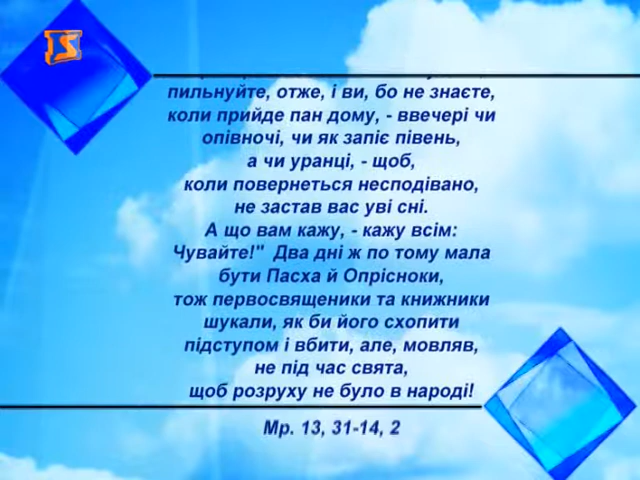 пильнуйте, отже, і ви, бо не знаєте,
коли прийде пан дому, - ввечері чи
опівночі, чи як запіє півень,
а чи уранці, - щоб,
коли повернеться несподівано,
не застав вас уві сні.
А що вам кажу, - кажу всім:
Чувайте!" Два дні ж по тому мала
бути Пасха й Опрісноки,
тож первосвященики та книжники
шукали, як би його схопити
підступом і вбити, але, мовляв,
не під час свята,
щоб розруху не було в народі!
Мр. 13, 31-14, 2